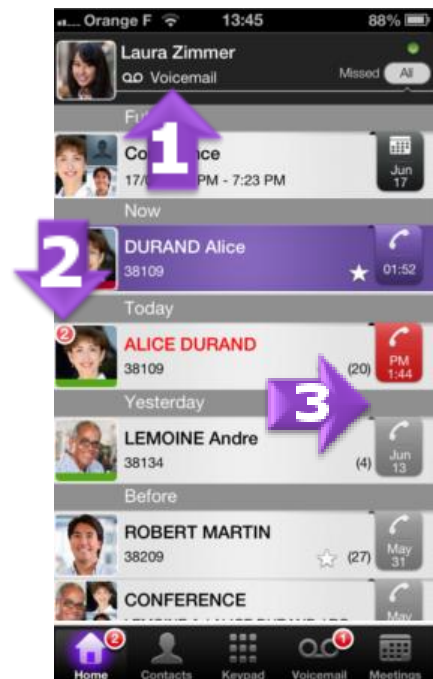 Orange F 13:45 88%
Laura Zimmer
Voicemail Missed All
1
17/ PM - 7:23 PM
Jun
17
Now
2
DURAND Alice
38109 01:52
Today
2
ALICE DURAND
38109 (20) PM
1:44
Yesterday
3
LEMOINE Andre
38134 (4) Jun
13
Before
ROBERT MARTIN
38209 (27) May
31
CONFERENCE
May
2 1
Home Contacts Keypad Voicemail Meetings